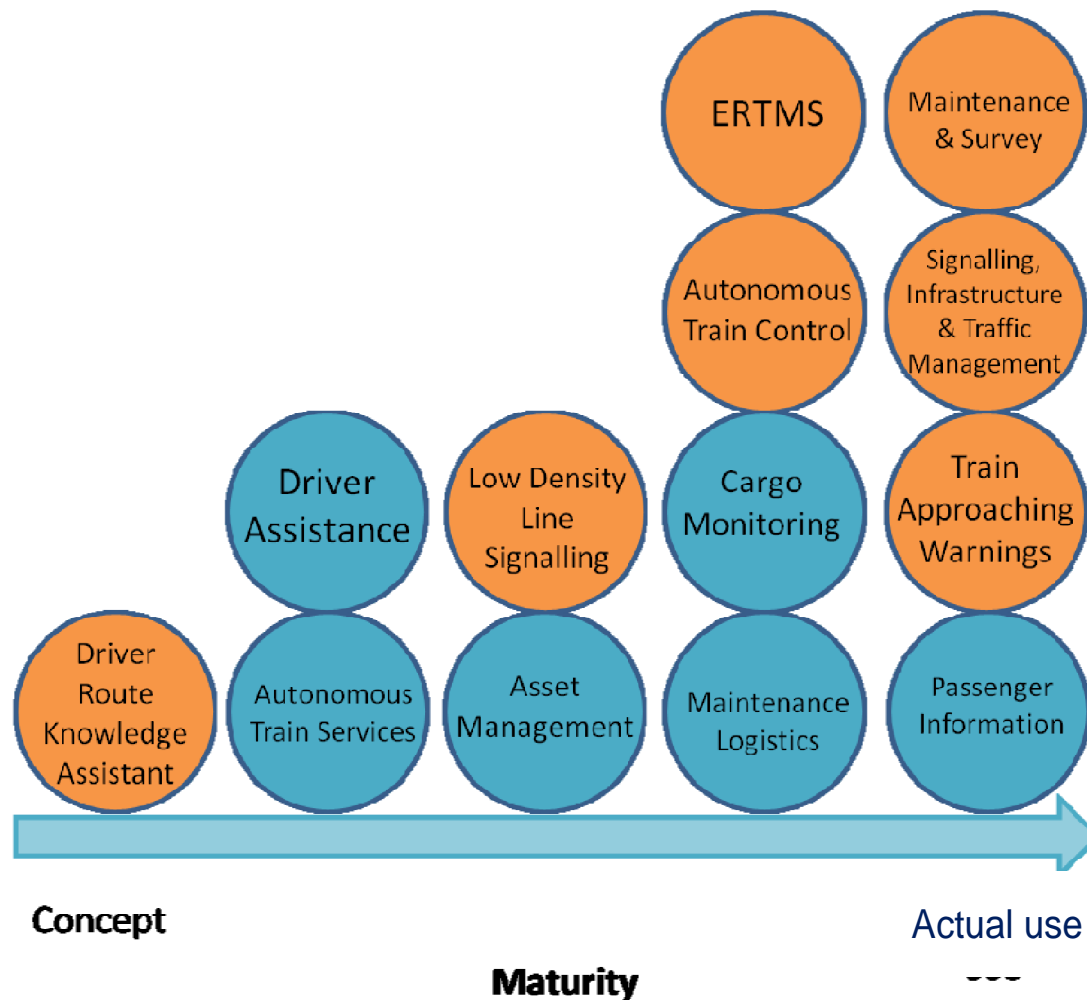 ERTMS
Maintenance
& Survey
Autonomous
Train Control
Signalling,
Infrastructure
& Traffic
Management
Driver
Assistance
Low Density
Line
Signalling
Cargo
Monitoring
Train
Approaching
Warnings
Driver
Route
Knowledge
Assistant
Autonomous
Train Services
Asset
Management
Maintenance
Logistics
Passenger
Information
Concept
Actual use
Maturity